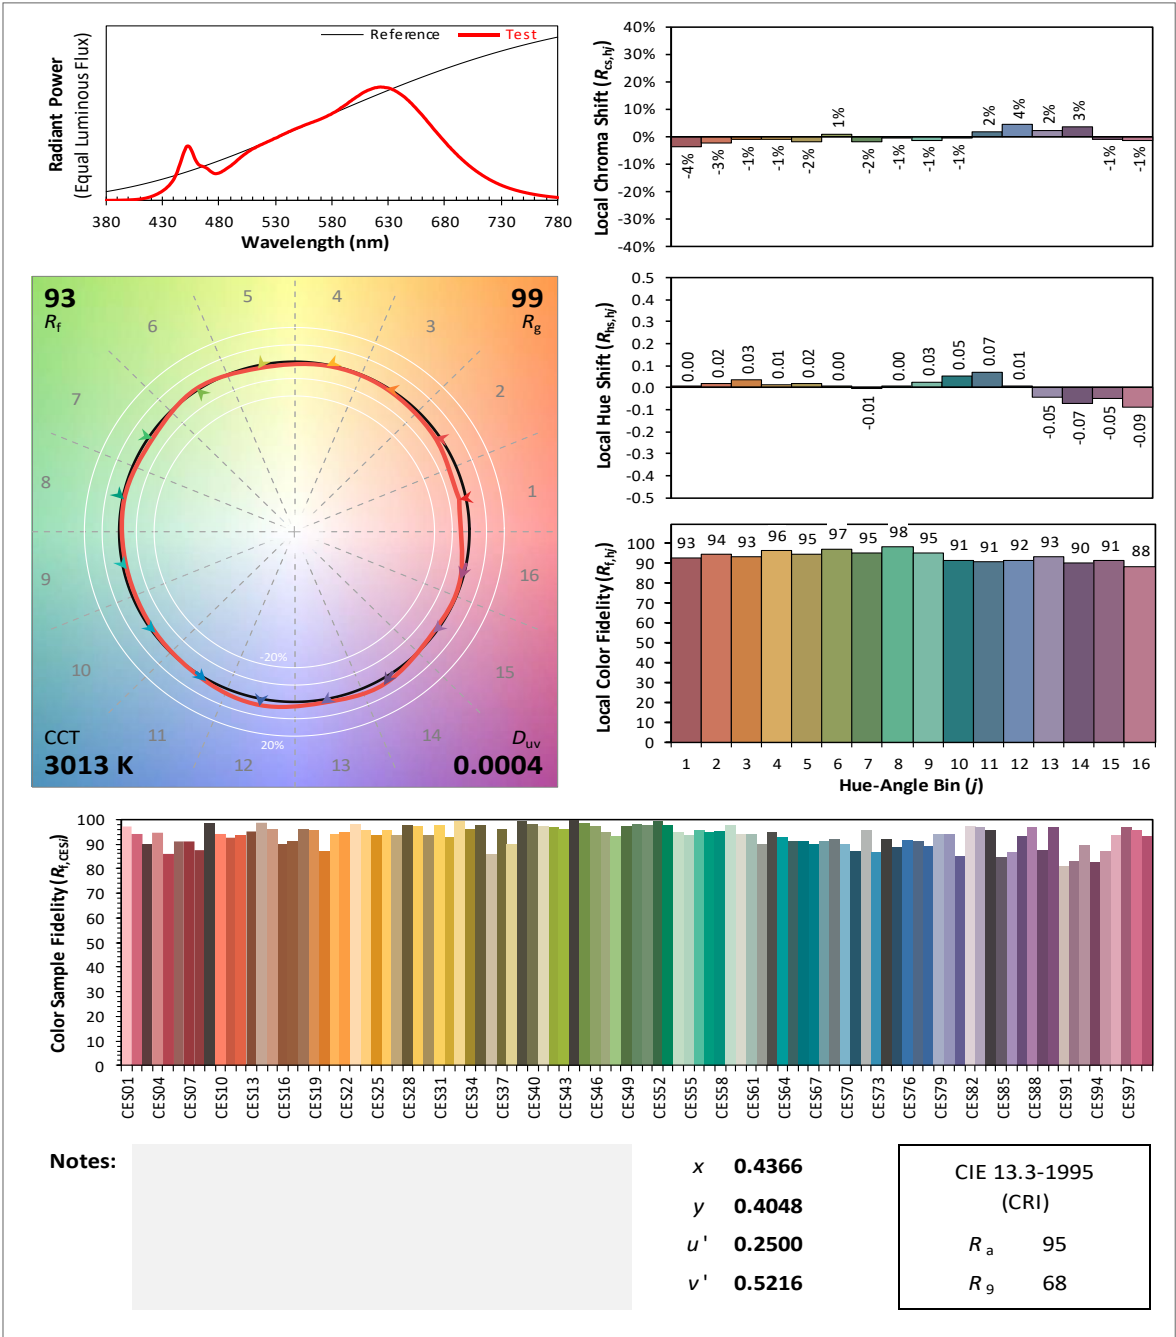 Radiant Power
(Equal Luminous Flux)
Reference
Test
380 430 480 530 580 630 680 730 780
Wavelength (nm)
Local Chroma Shift (Rcs,hj)
40%
30%
20%
10%
0%
-10%
-20%
-30%
-40%
-4% -3% -1% -1% -2% 1% -2% -1% -1% -1% 2% 4% 2% 3% -1% -1%
93
Rf
99
Rg
1
2
3
4
5
6
7
8
9
10
11
12
13
14
15
16
-20%
20%
CCT
3013 K
Duv
0.0004
Local Hue Shift (Rhs,hj)
0.5
0.4
0.3
0.2
0.1
0.0
-0.1
-0.2
-0.3
-0.4
-0.5
0.00 0.02 0.03 0.01 0.02 0.00 -0.01 0.00 0.03 0.05 0.07 0.01 -0.05 -0.07 -0.05 -0.09
Local Color Fidelity (Rf,hj)
100
90
80
70
60
50
40
30
20
10
0
93 94 93 96 95 97 95 98 95 91 91 92 93 90 91 88
1 2 3 4 5 6 7 8 9 10 11 12 13 14 15 16
Hue-Angle Bin (j)
Color Sample Fidelity (Rf,CESi)
100
90
80
70
60
50
40
30
20
10
0
CES01 CES04 CES07 CES10 CES13 CES16 CES19 CES22 CES25 CES28 CES31 CES34 CES37 CES40 CES43 CES46 CES49 CES52 CES55 CES58 CES61 CES64 CES67 CES70 CES73 CES76 CES79 CES82 CES85 CES88 CES91 CES94 CES97
Notes:
x 0.4366
y 0.4048
u' 0.2500
v' 0.5216
CIE 13.3-1995
(CRI)
Ra 95
R9 68